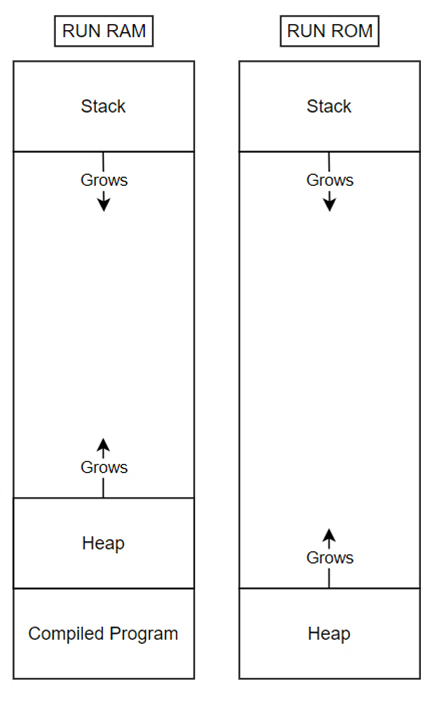 RUN RAM
RUN ROM
Stack
Stack
Grows
Grows
Grows
Heap
Grows
Compiled Program
Heap